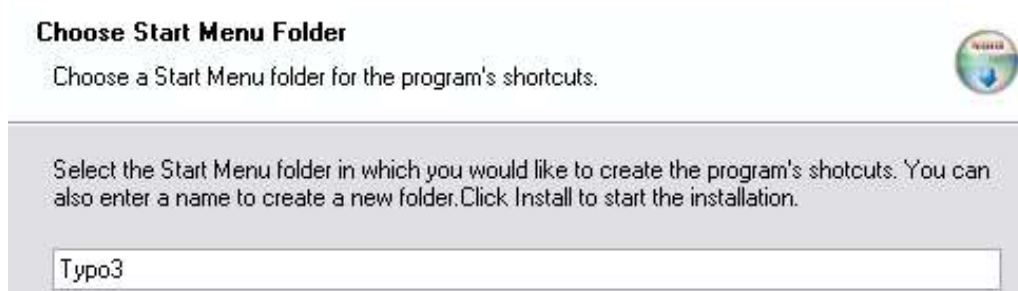 Choose Start Menu Folder
Choose a Start Menu folder for the program's shortcuts.
Select the Start Menu folder in which you would like to create the program's shotcuts. You can
also enter a name to create a new folder.Click Install to start the installation.
Typo3